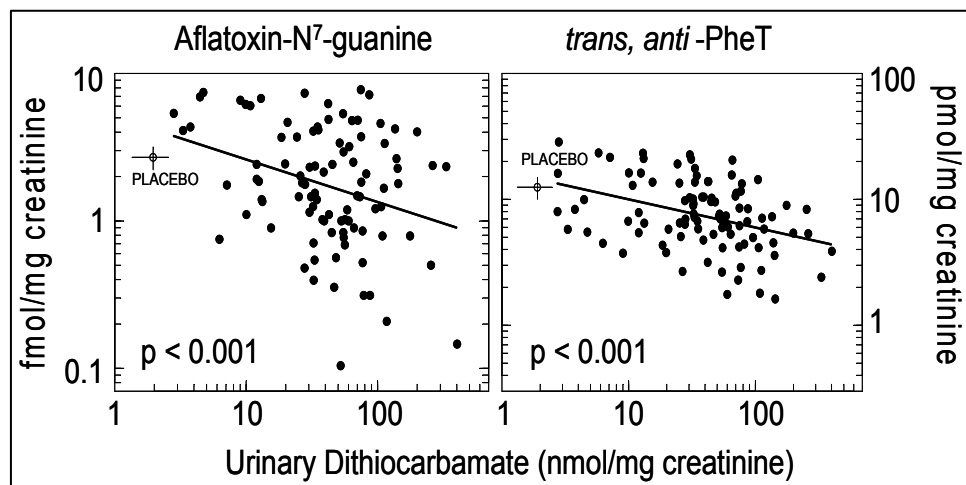 Aflatoxin-N⁷-guanine
trans, anti -PheT
fmol/mg creatinine
10
1
0.1
PLACEBO
p < 0.001
1
10
100
PLACEBO
p < 0.001
1
10
100
100
10
1
pmol/mg creatinine
Urinary Dithiocarbamate (nmol/mg creatinine)